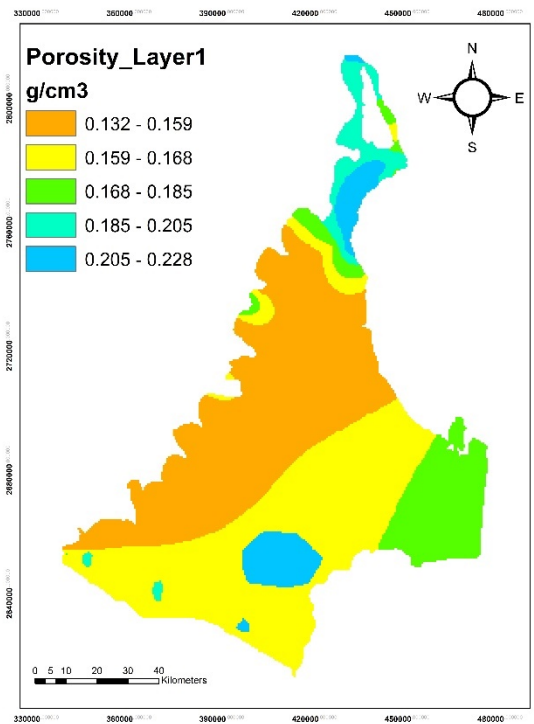 330000 360000 390000 420000 450000 480000
Porosity_Layer1
g/cm3
0.132 - 0.159
0.159 - 0.168
0.168 - 0.185
0.185 - 0.205
0.205 - 0.228
N
W E
S
2800000
2760000
2720000
2680000
2640000
0 5 10 20 30 40
Kilometers
330000 360000 390000 420000 450000 480000